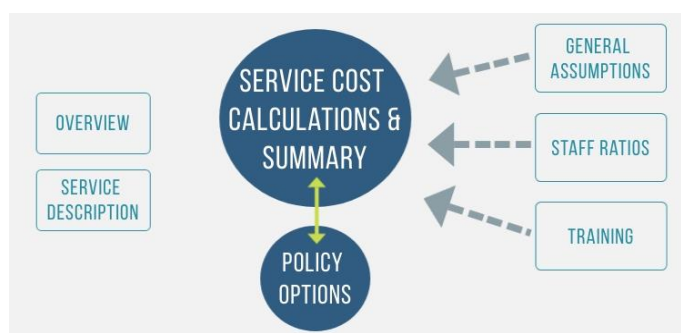 OVERVIEW
SERVICE
DESCRIPTION
SERVICE COST
CALCULATIONS &
SUMMARY
POLICY
OPTIONS
GENERAL
ASSUMPTIONS
STAFF RATIOS
TRAINING